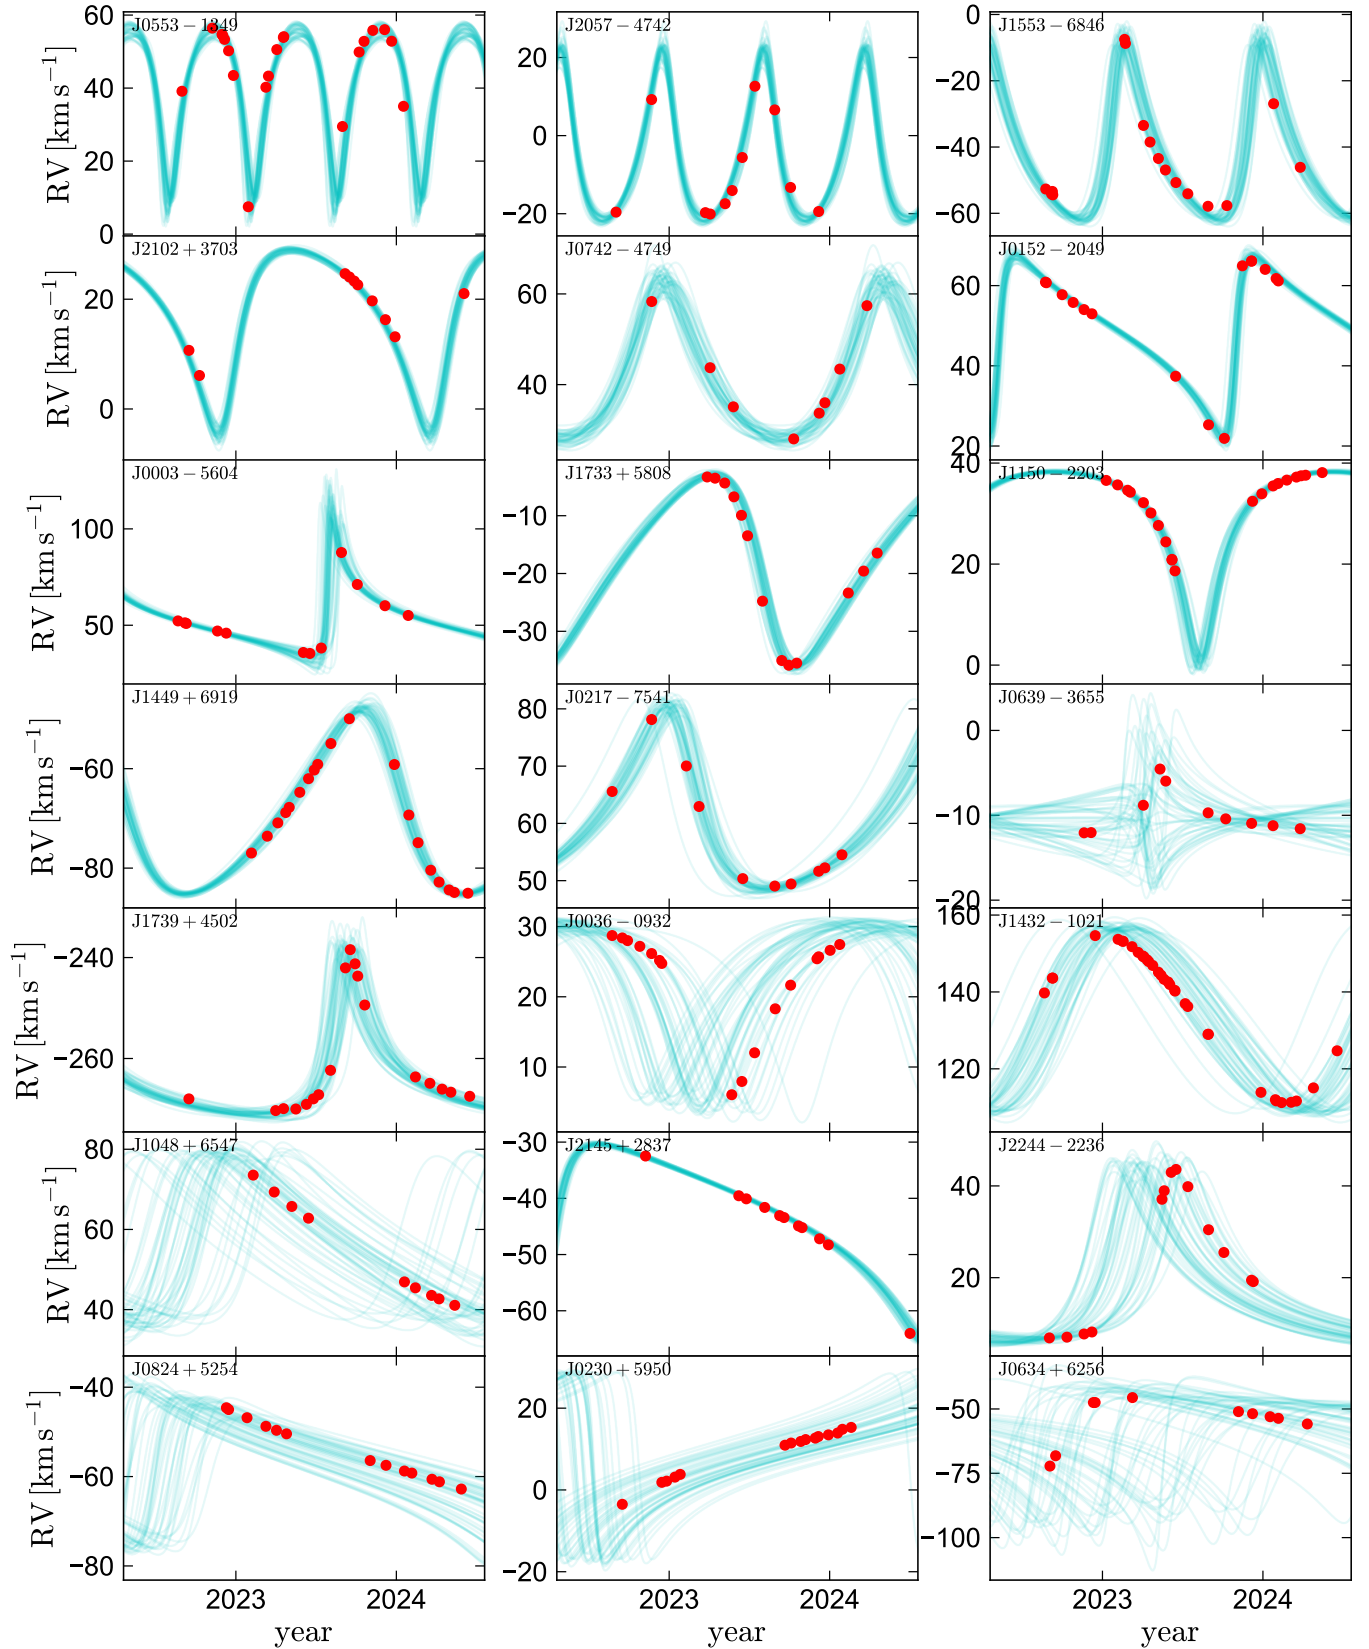 J0553−1349
J2057−4742
J1553−6846
RV [km s−1]
60
40
20
0
20
0
−20
0
−20
−40
−60
J2102+3703
J0742−4749
J0152−2049
RV [km s−1]
20
0
60
40
60
40
20
J0003−5604
J1733+5808
J1150−2203
RV [km s−1]
100
50
−10
−20
−30
40
20
0
J1449+6919
J0217−7541
J0639−3655
RV [km s−1]
−60
−80
80
70
60
50
0
−10
−20
J1739+4502
J0036−0932
J1432−1021
RV [km s−1]
−240
−260
30
20
10
160
140
120
J1048+6547
J2145+2837
J2244−2236
RV [km s−1]
80
60
40
−30
−40
−50
−60
40
20
J0824+5254
J0230+5950
J0634+6256
RV [km s−1]
−40
−60
−80
20
0
−20
−50
−75
−100
2023 2024
2023 2024
2023 2024
year
year
year